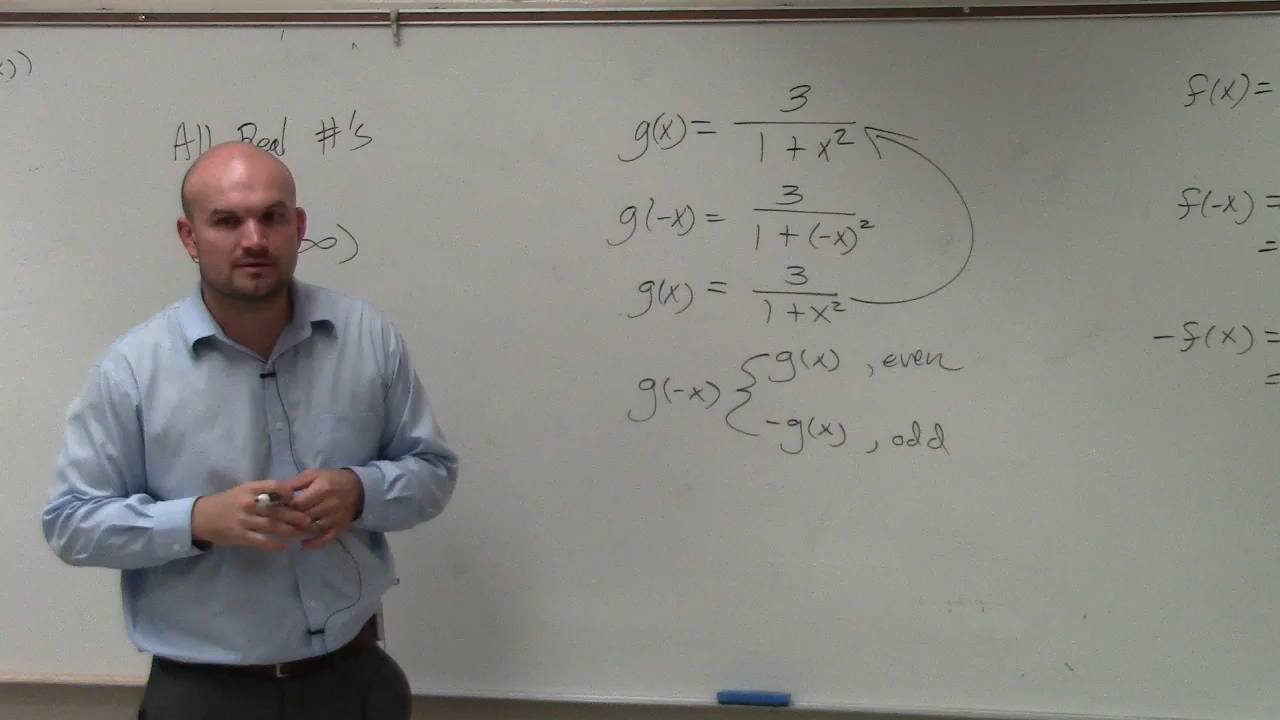 x))
All Real #'s
∞)
g(x) = 3/(1 + x²)
g(-x) = 3/(1 + (-x)²)
g(x) = 3/(1 + x²)
g(-x) { g(x) , even
-g(x) , odd
f(x) =
f(-x) =
=
-f(x) =
=